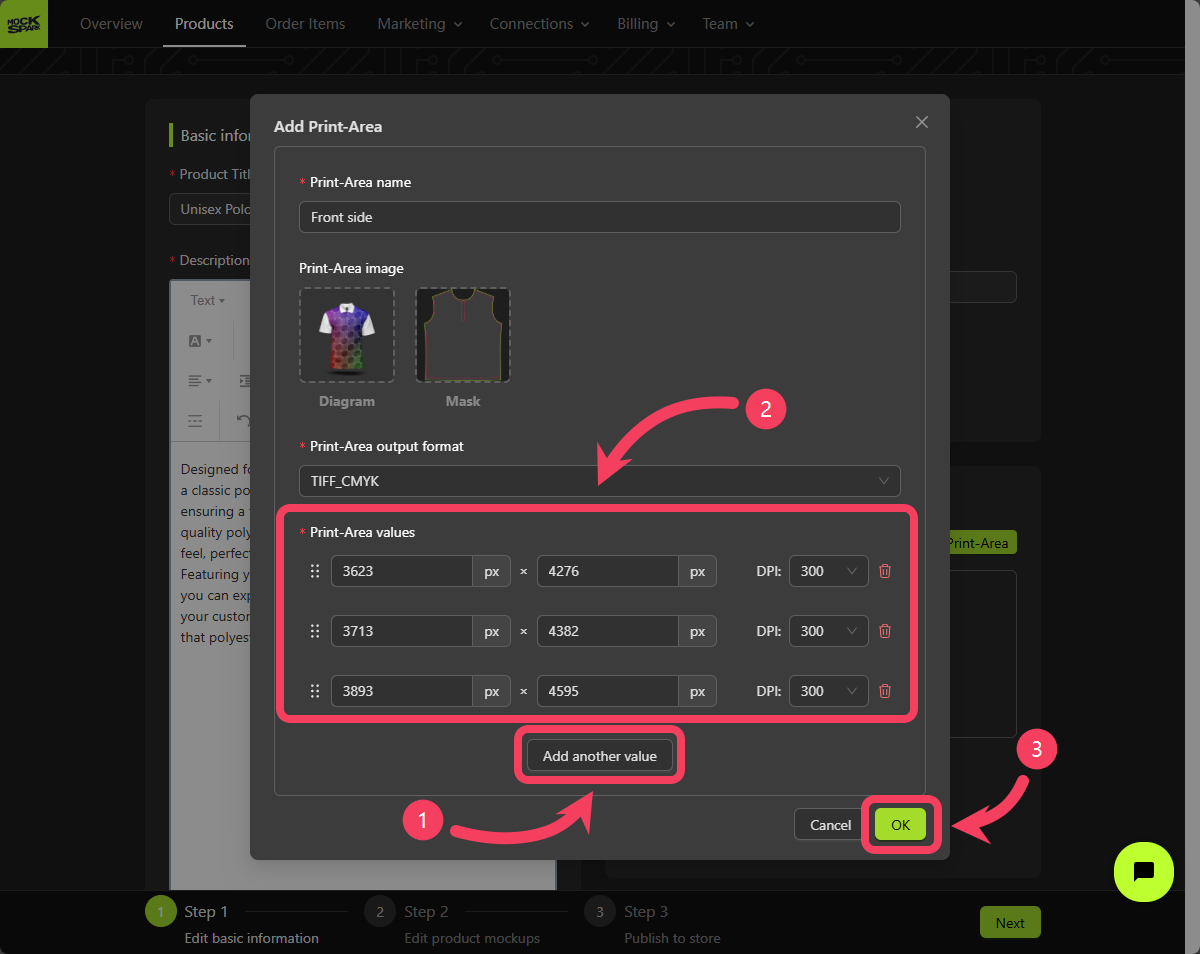 MOCK
SPARK
Overview Products Order Items Marketing Connections Billing Team
Add Print-Area
Basic infor
* Product Titl
Unisex Polo
* Description
Text
A
Designed fo
a classic po
ensuring a
quality poly
feel, perfec
Featuring y
you can exp
your custon
that polyest
* Print-Area name
Front side
Print-Area image
Diagram Mask
2
* Print-Area output format
TIFF_CMYK
* Print-Area values
Print-Area
3623 px × 4276 px DPI: 300
3713 px × 4382 px DPI: 300
3893 px × 4595 px DPI: 300
Add another value
3
1
Cancel OK
1 Step 1 2 Step 2 3 Step 3
Edit basic information Edit product mockups Publish to store
Next